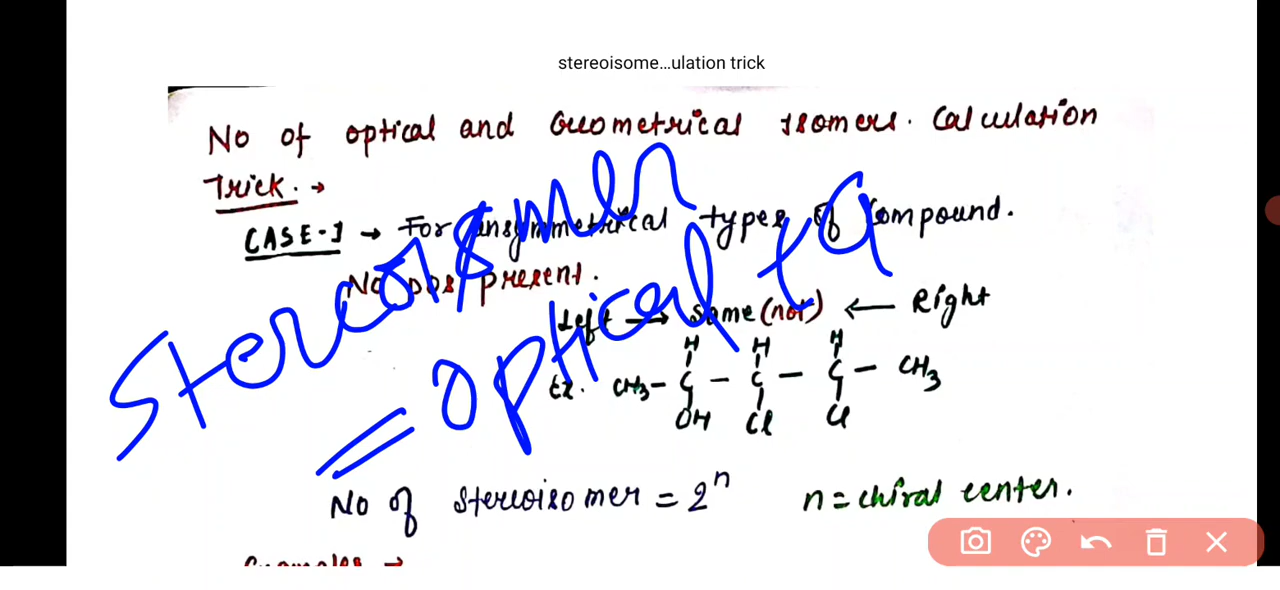 stereoisome...ulation trick
No of optical and Geometrical Isomers. Calculation
Trick. →
CASE-I → For unsymmetrical types of Compound.
No pos present.
Left → Same (not) ← Right
H H H
Ex. CH3 - C - C - C - CH3
OH Cl Cl
Stereoisomer
= optical + G
No of stereoisomer = 2^n n = chiral center.
Examples →